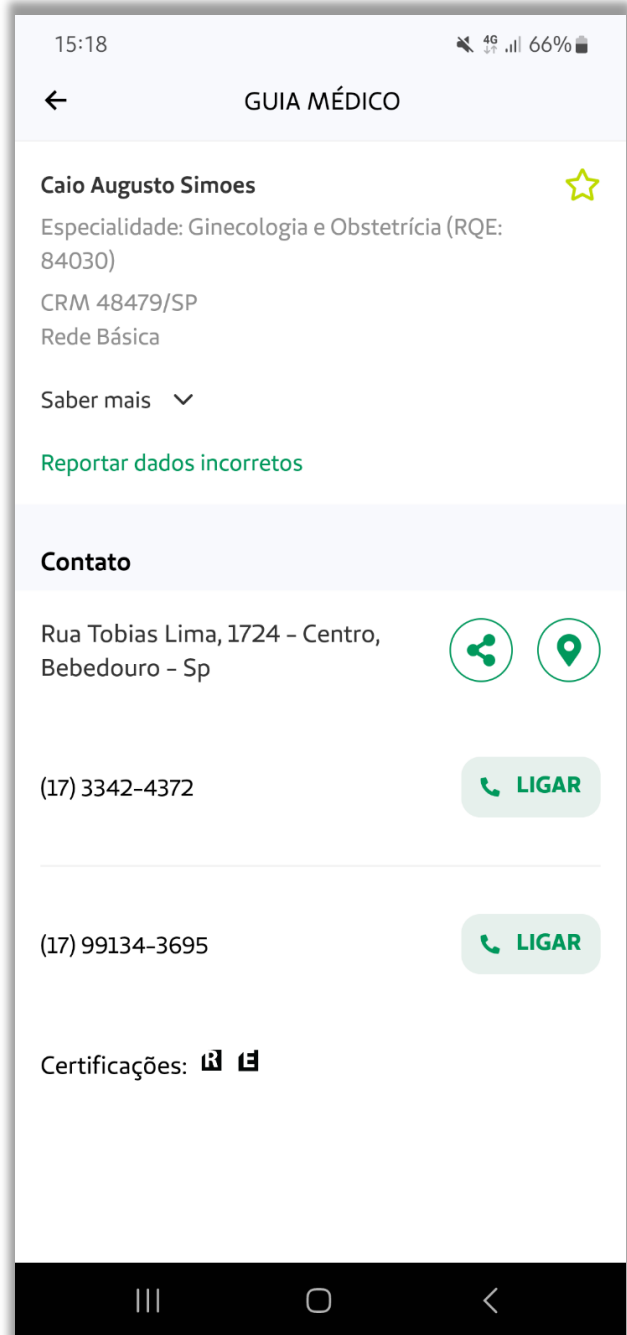 15:18 4G 66%
GUIA MÉDICO
Caio Augusto Simoes
Especialidade: Ginecologia e Obstetrícia (RQE:
84030)
CRM 48479/SP
Rede Básica
Saber mais
Reportar dados incorretos
Contato
Rua Tobias Lima, 1724 – Centro,
Bebedouro – Sp
(17) 3342-4372 LIGAR
(17) 99134-3695 LIGAR
Certificações: R E